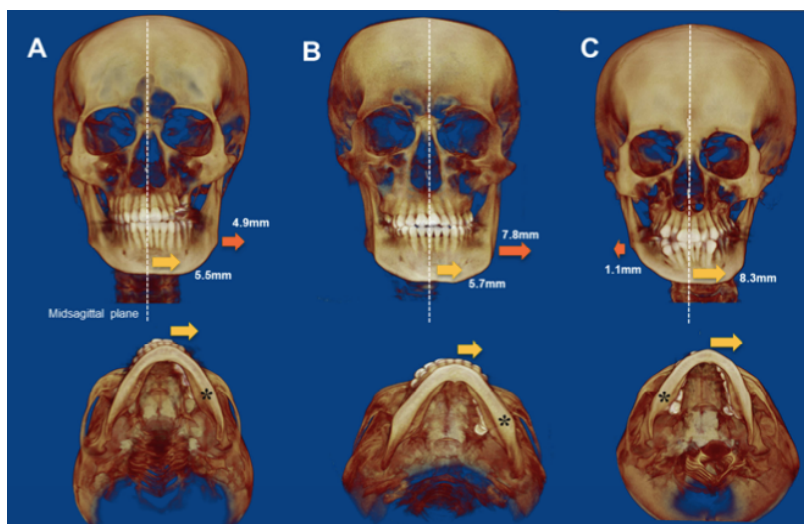 A
B
C
4.9mm
5.5mm
7.8mm
5.7mm
1.1mm
8.3mm
Midsagittal plane
*
*
*